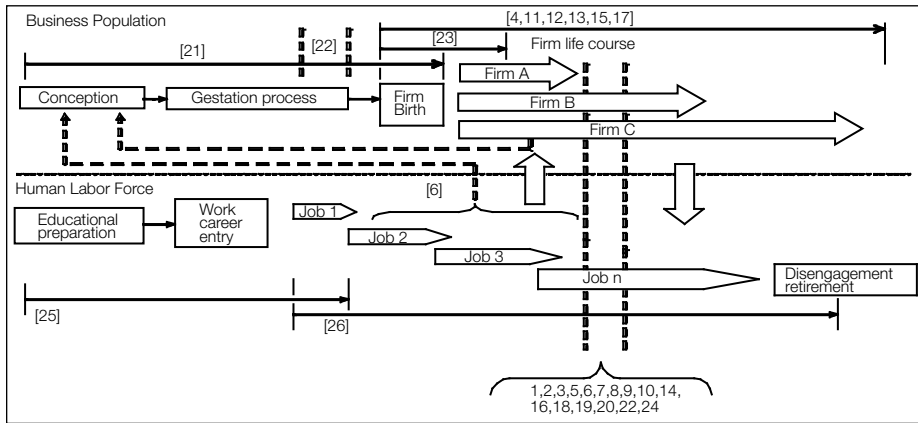 Business Population
[4,11,12,13,15,17]
[21]
[22]
[23]
Firm life course
Conception
Gestation process
Firm
Birth
Firm A
Firm B
Firm C
Human Labor Force
[6]
Educational
preparation
Work
career
entry
Job 1
Job 2
Job 3
Job n
Disengagement
retirement
[25]
[26]
1,2,3,5,6,7,8,9,10,14,
16,18,19,20,22,24